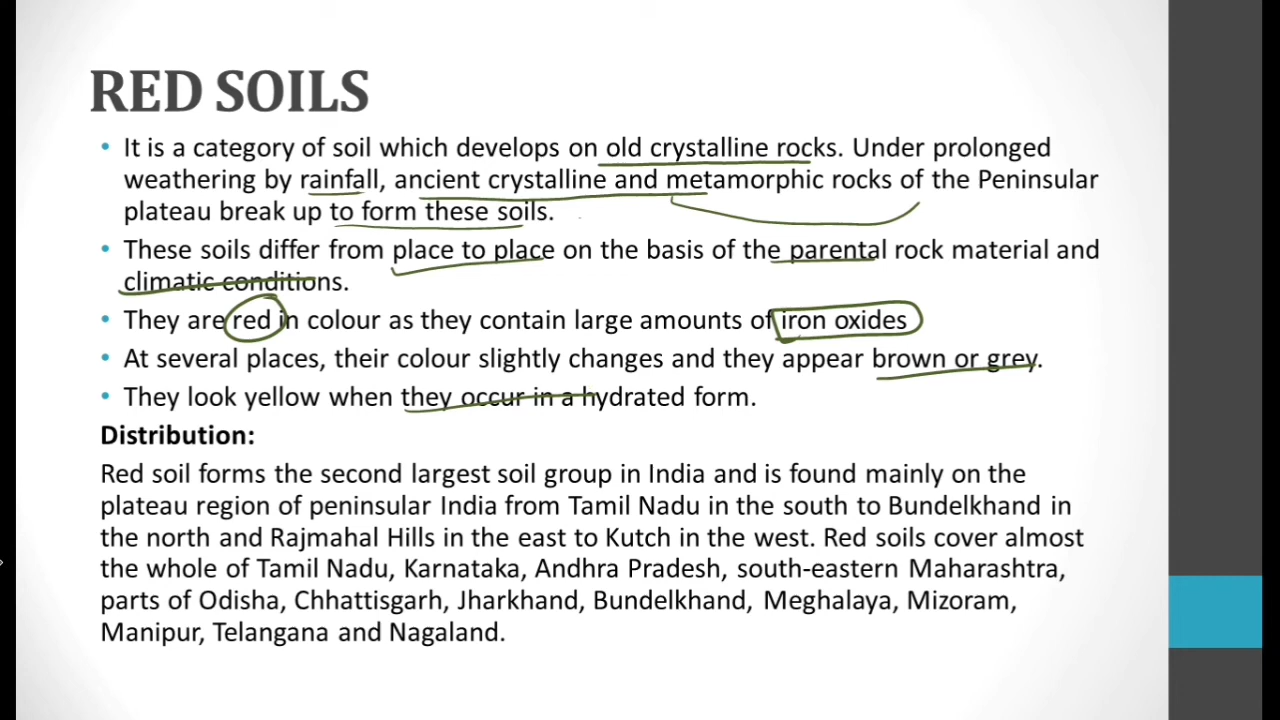 RED SOILS
• It is a category of soil which develops on old crystalline rocks. Under prolonged
weathering by rainfall, ancient crystalline and metamorphic rocks of the Peninsular
plateau break up to form these soils.
• These soils differ from place to place on the basis of the parental rock material and
climatic conditions.
• They are red in colour as they contain large amounts of iron oxides
• At several places, their colour slightly changes and they appear brown or grey.
• They look yellow when they occur in a hydrated form.
Distribution:
Red soil forms the second largest soil group in India and is found mainly on the
plateau region of peninsular India from Tamil Nadu in the south to Bundelkhand in
the north and Rajmahal Hills in the east to Kutch in the west. Red soils cover almost
the whole of Tamil Nadu, Karnataka, Andhra Pradesh, south-eastern Maharashtra,
parts of Odisha, Chhattisgarh, Jharkhand, Bundelkhand, Meghalaya, Mizoram,
Manipur, Telangana and Nagaland.